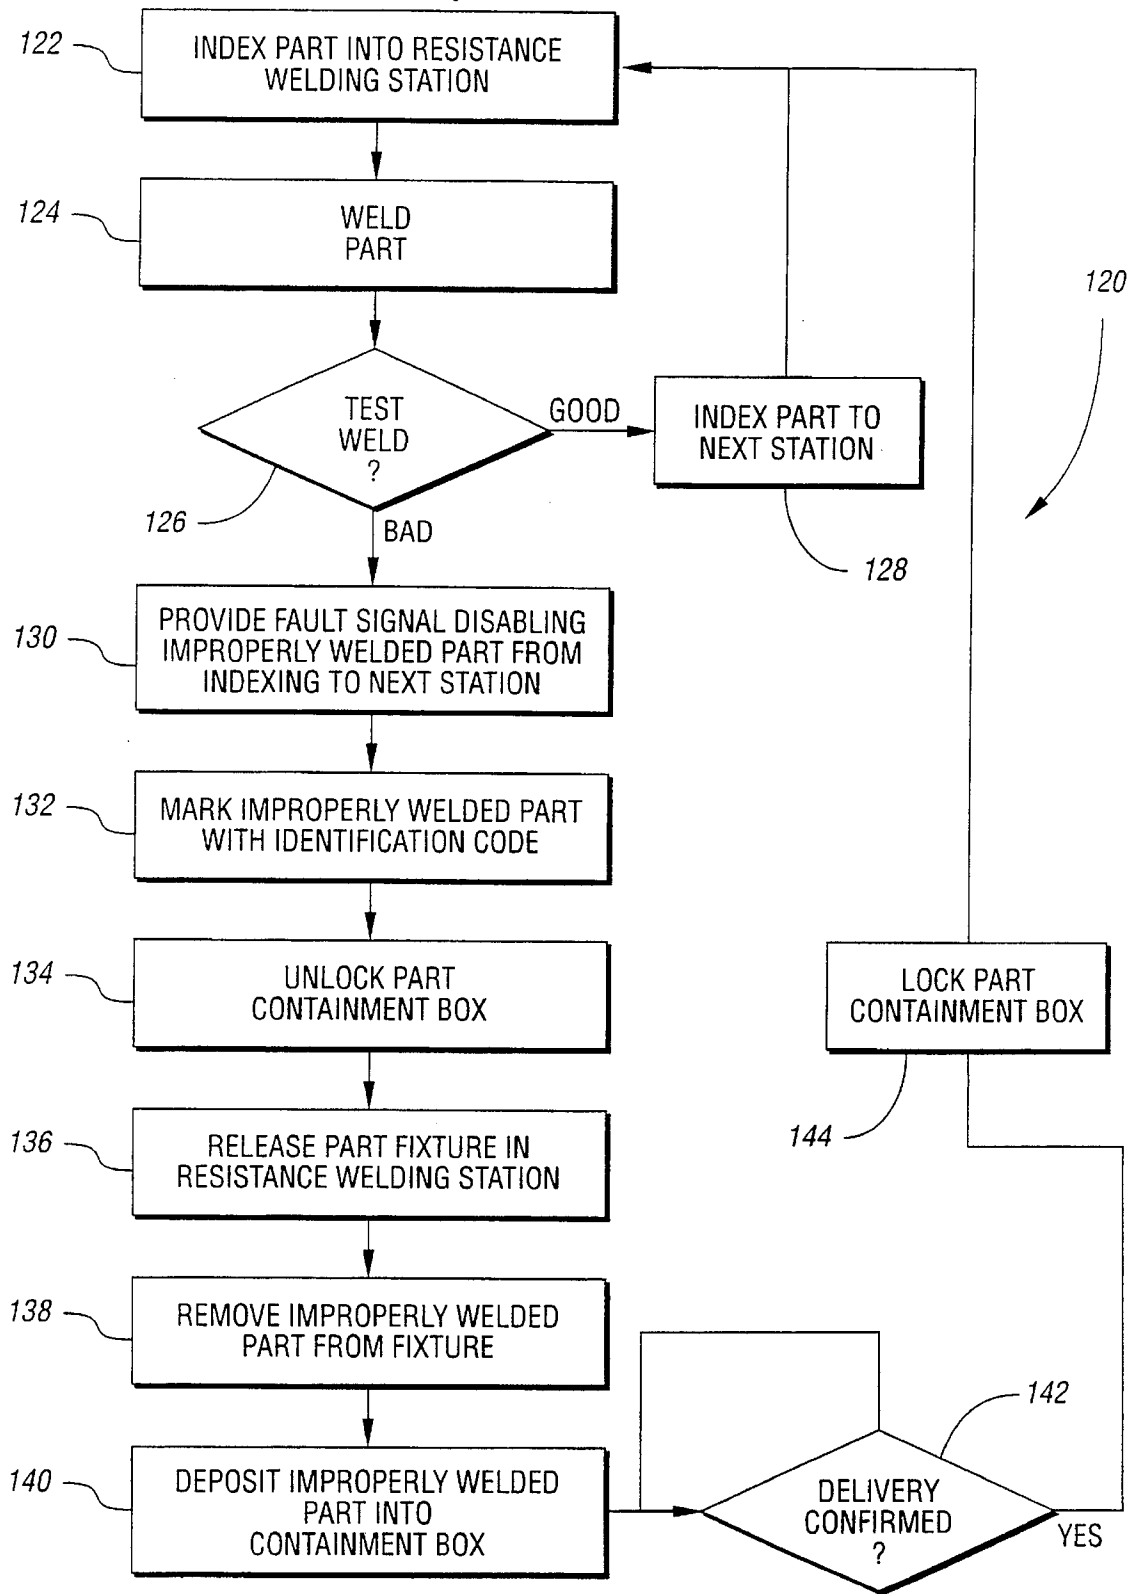 122
INDEX PART INTO RESISTANCE
WELDING STATION
124
WELD
PART
120
TEST
WELD
?
GOOD
INDEX PART TO
NEXT STATION
126
BAD
128
130
PROVIDE FAULT SIGNAL DISABLING
IMPROPERLY WELDED PART FROM
INDEXING TO NEXT STATION
132
MARK IMPROPERLY WELDED PART
WITH IDENTIFICATION CODE
134
UNLOCK PART
CONTAINMENT BOX
LOCK PART
CONTAINMENT BOX
144
136
RELEASE PART FIXTURE IN
RESISTANCE WELDING STATION
138
REMOVE IMPROPERLY WELDED
PART FROM FIXTURE
142
140
DEPOSIT IMPROPERLY WELDED
PART INTO
CONTAINMENT BOX
DELIVERY
CONFIRMED
?
YES